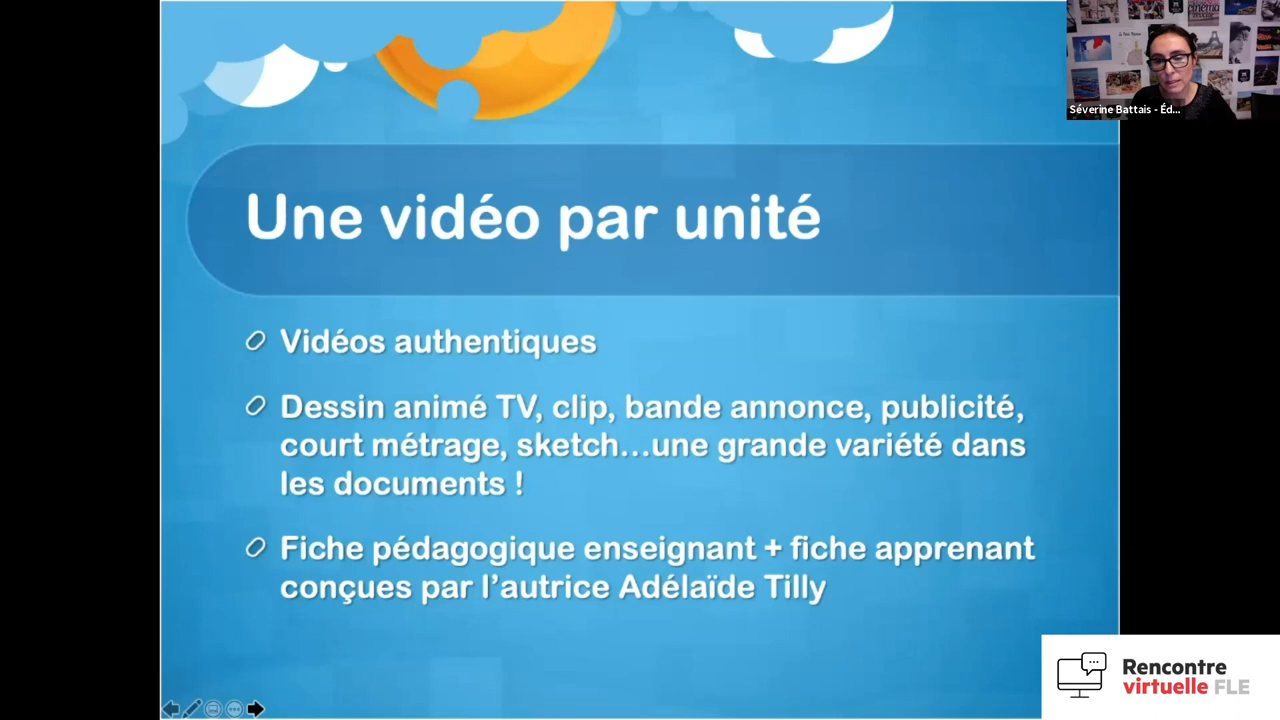 Séverine Battais - Éd...
Une vidéo par unité
Vidéos authentiques
Dessin animé TV, clip, bande annonce, publicité,
court métrage, sketch...une grande variété dans
les documents !
Fiche pédagogique enseignant + fiche apprenant
conçues par l'autrice Adélaïde Tilly
Rencontre
virtuelle FLE